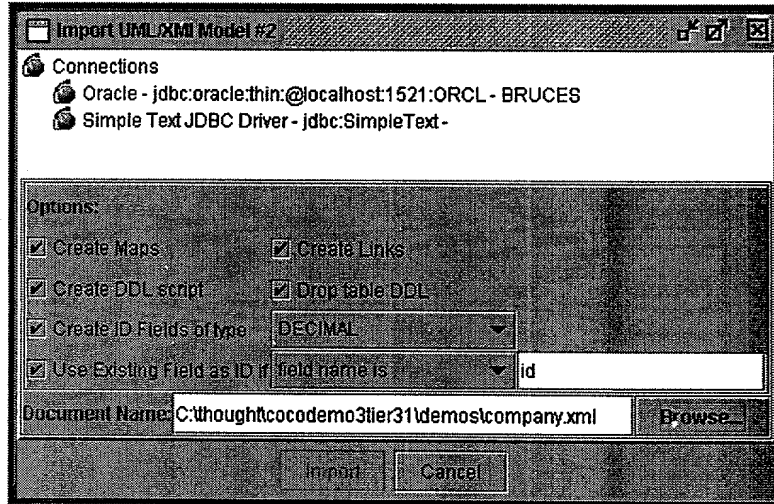 Import UML/XMI Model #2
Connections
Oracle - jdbc:oracle:thin:@localhost:1521:ORCL - BRUCES
Simple Text JDBC Driver - jdbc:SimpleText -
Options:
Create Maps Create Links
Create DDL script Drop table DDL
Create ID Fields of type DECIMAL
Use Existing Field as ID if field name is id
Document Name: C:\thought\cocodemo3tier31\demos\company.xml Browse...
Import Cancel